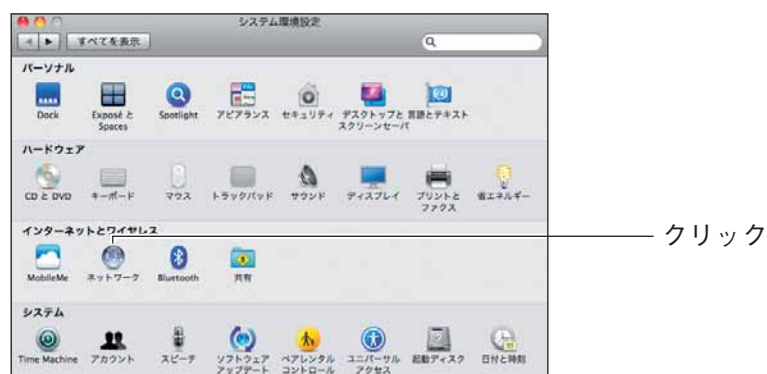 システム環境設定
すべてを表示
パーソナル
Dock
Exposé と
Spaces
Spotlight
アピアランス
セキュリティ
デスクトップと
スクリーンセーバ
言語とテキスト
ハードウェア
CD と DVD
キーボード
マウス
トラックパッド
サウンド
ディスプレイ
プリントと
ファクス
省エネルギー
インターネットとワイヤレス
クリック
MobileMe
ネットワーク
Bluetooth
共有
システム
Time Machine
アカウント
スピーチ
ソフトウェア
アップデート
ペアレンタル
コントロール
ユニバーサル
アクセス
起動ディスク
日付と時刻